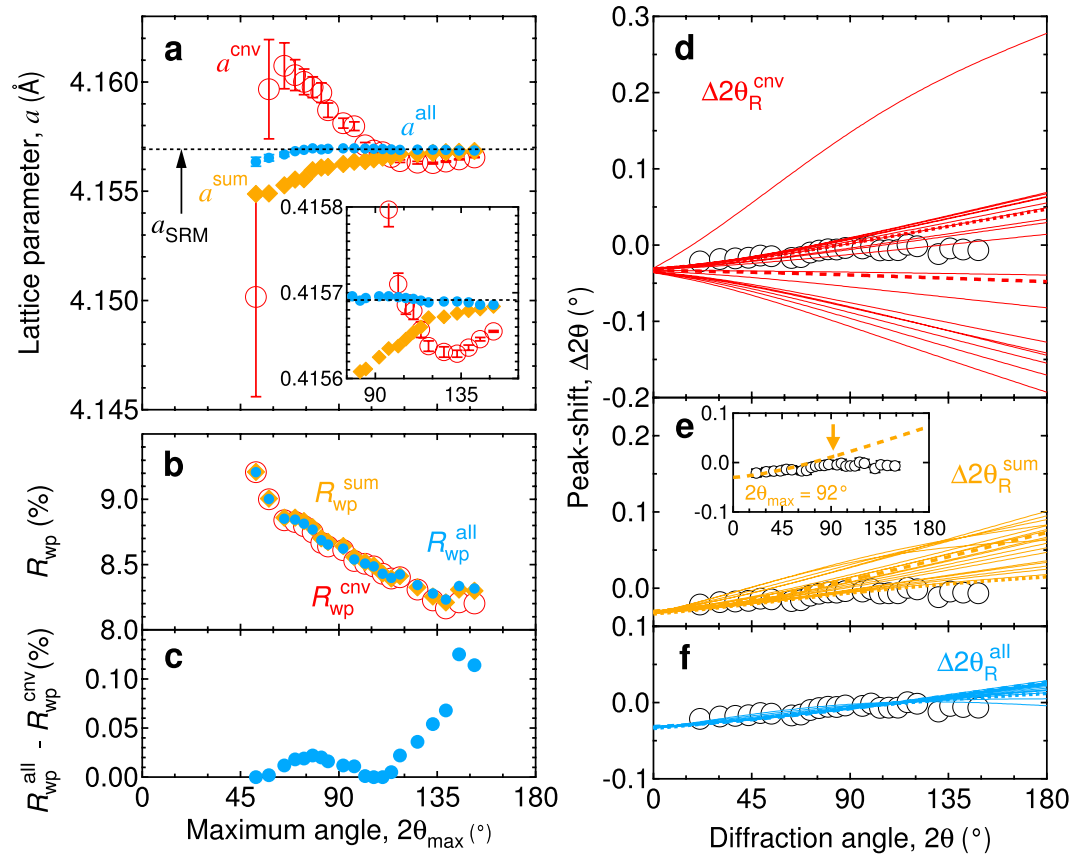 a
a^cnv
a^all
a^sum
a_SRM
Lattice parameter, a (Å)
4.160
4.155
4.150
4.145
0.4158
0.4157
0.4156
90
135
b
R_wp^sum
R_wp^all
R_wp^cnv
R_wp (%)
9.0
8.5
8.0
c
R_wp^all - R_wp^cnv (%)
0.10
0.05
0.00
0
45
90
135
180
Maximum angle, 2θ_max (°)
d
Δ2θ_R^cnv
0.3
0.2
0.1
0.0
-0.1
-0.2
Peak-shift, Δ2θ (°)
e
Δ2θ_R^sum
0.2
0.1
0.0
0.1
0.1
0.0
-0.1
2θ_max = 92°
0
45
90
135
180
f
Δ2θ_R^all
0.0
-0.1
0
45
90
135
180
Diffraction angle, 2θ (°)